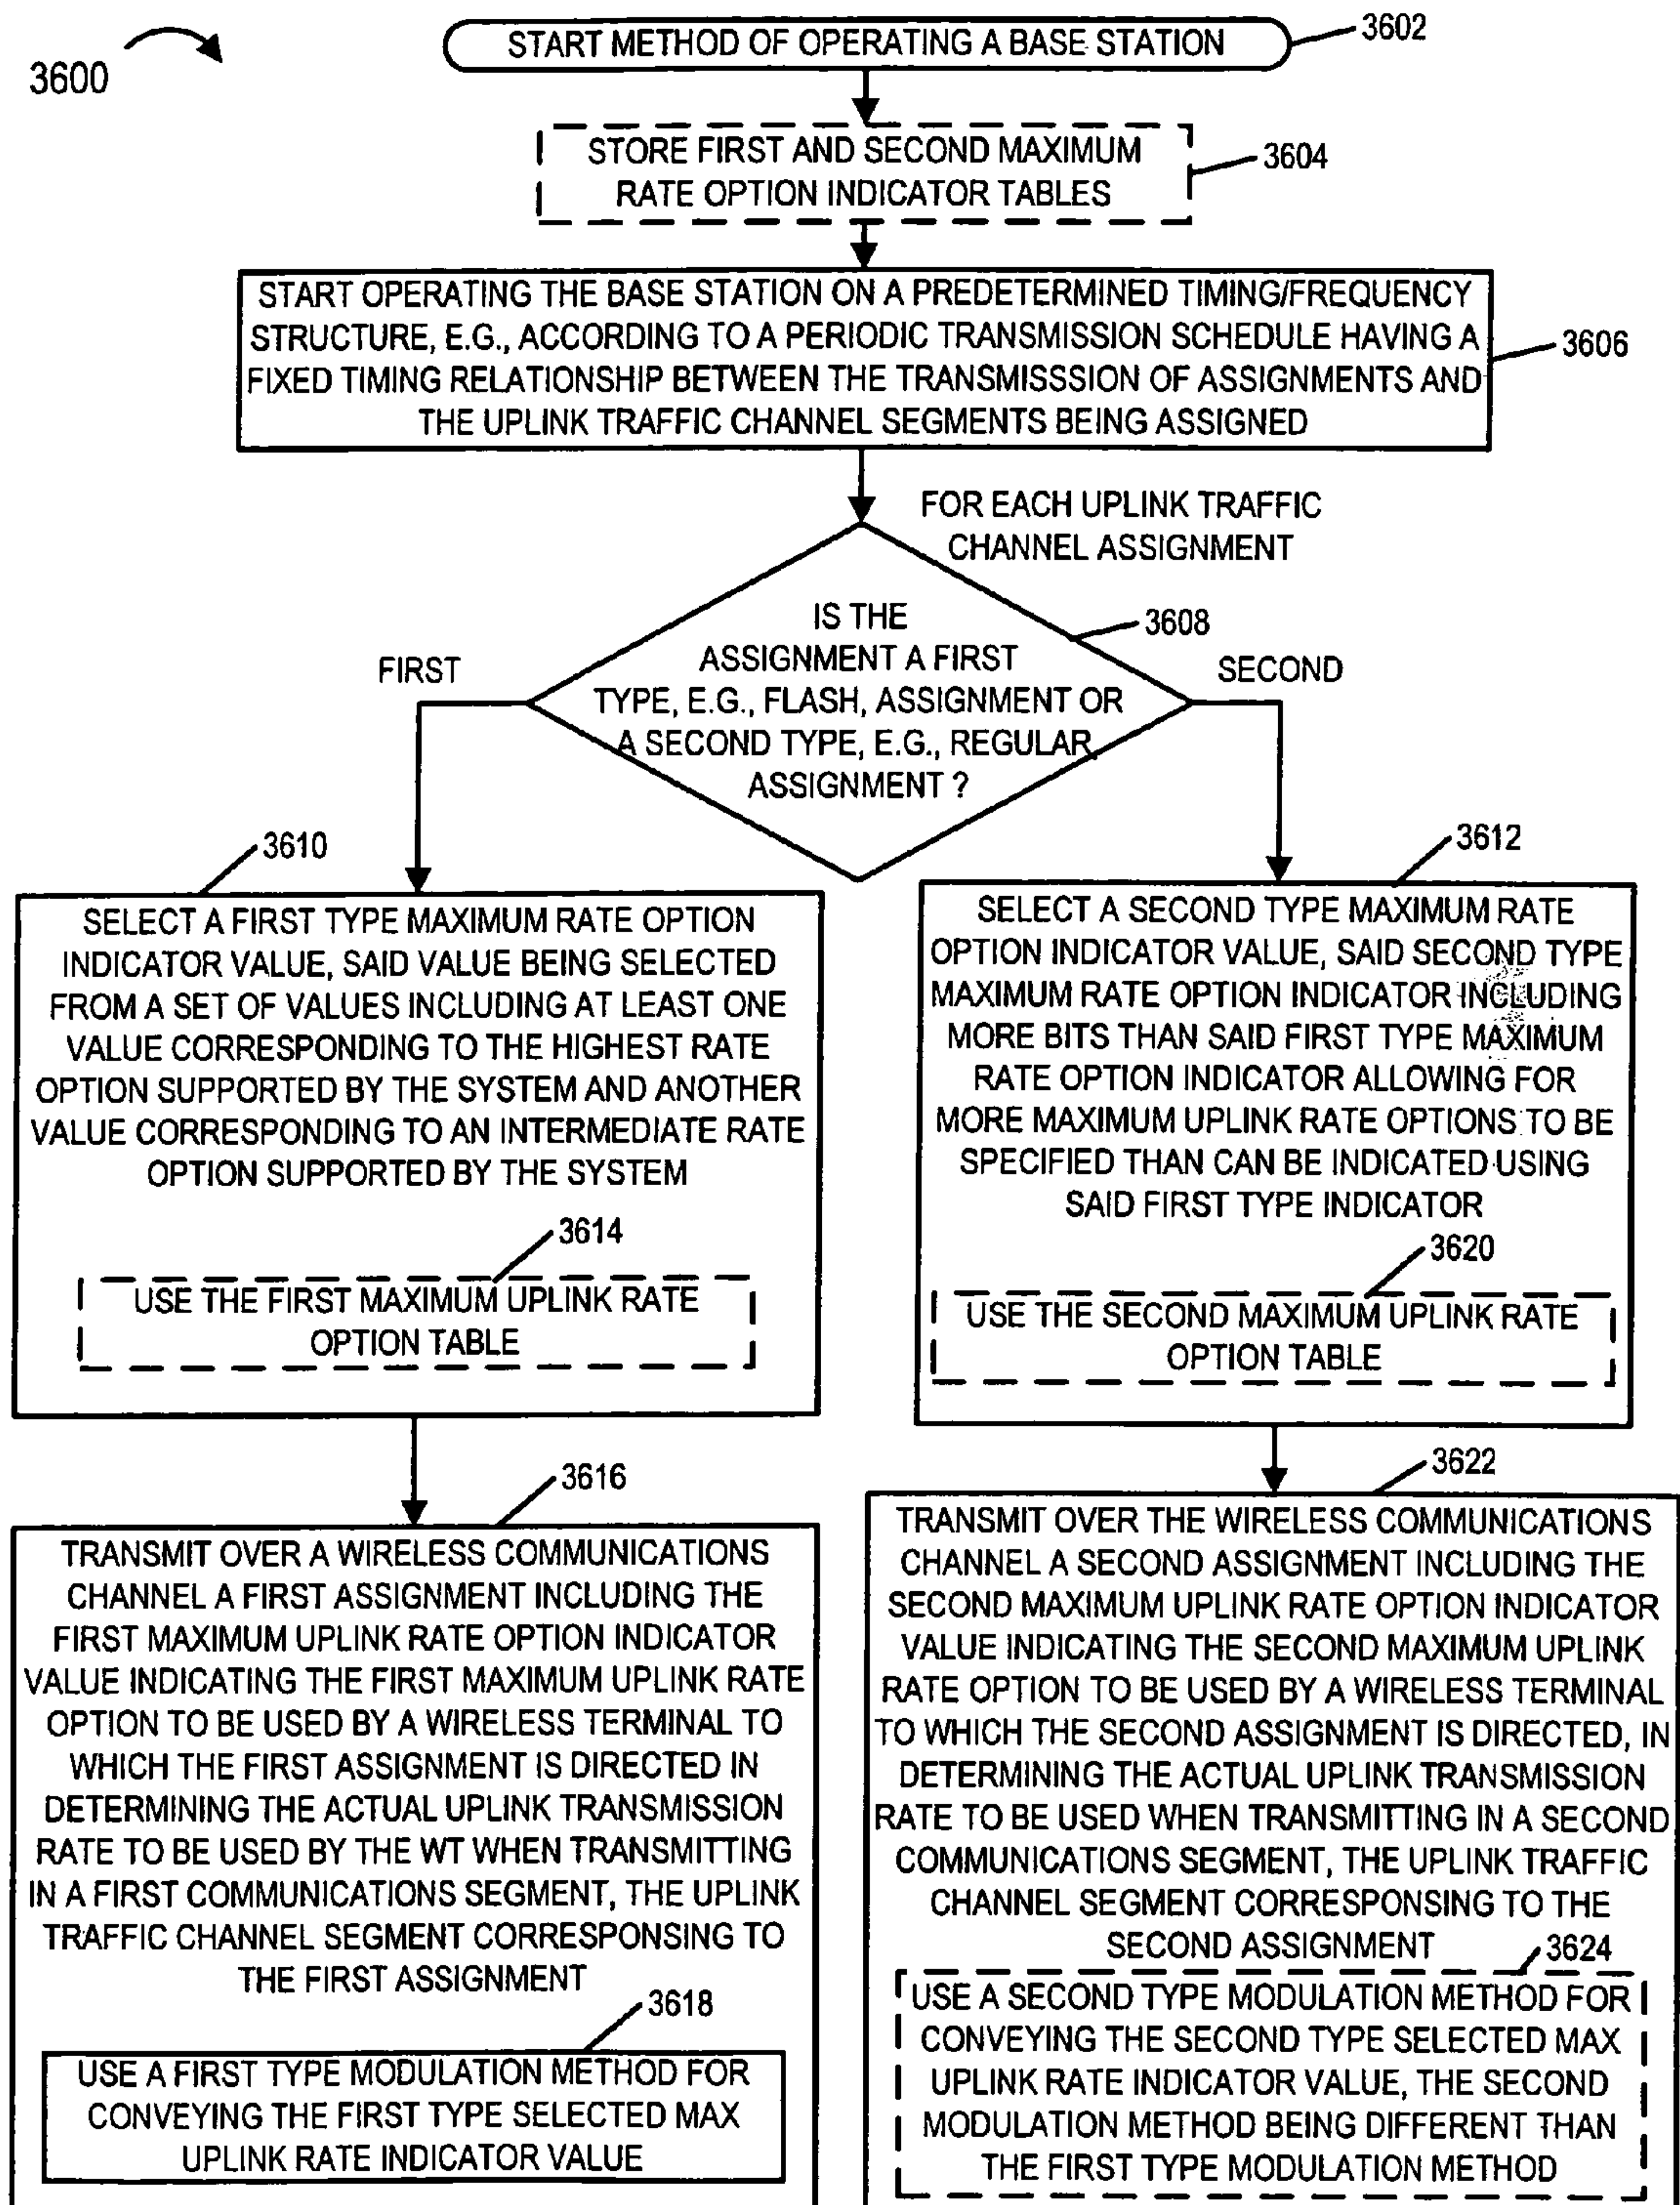 3600
START METHOD OF OPERATING A BASE STATION
3602
STORE FIRST AND SECOND MAXIMUM
RATE OPTION INDICATOR TABLES
3604
START OPERATING THE BASE STATION ON A PREDETERMINED TIMING/FREQUENCY
STRUCTURE, E.G., ACCORDING TO A PERIODIC TRANSMISSION SCHEDULE HAVING A
FIXED TIMING RELATIONSHIP BETWEEN THE TRANSMISSSION OF ASSIGNMENTS AND
THE UPLINK TRAFFIC CHANNEL SEGMENTS BEING ASSIGNED
3606
FOR EACH UPLINK TRAFFIC
CHANNEL ASSIGNMENT
IS THE
ASSIGNMENT A FIRST
TYPE, E.G., FLASH, ASSIGNMENT OR
A SECOND TYPE, E.G., REGULAR
ASSIGNMENT ?
3608
FIRST
SECOND
3610
SELECT A FIRST TYPE MAXIMUM RATE OPTION
INDICATOR VALUE, SAID VALUE BEING SELECTED
FROM A SET OF VALUES INCLUDING AT LEAST ONE
VALUE CORRESPONDING TO THE HIGHEST RATE
OPTION SUPPORTED BY THE SYSTEM AND ANOTHER
VALUE CORRESPONDING TO AN INTERMEDIATE RATE
OPTION SUPPORTED BY THE SYSTEM
3614
USE THE FIRST MAXIMUM UPLINK RATE
OPTION TABLE
3612
SELECT A SECOND TYPE MAXIMUM RATE
OPTION INDICATOR VALUE, SAID SECOND TYPE
MAXIMUM RATE OPTION INDICATOR INCLUDING
MORE BITS THAN SAID FIRST TYPE MAXIMUM
RATE OPTION INDICATOR ALLOWING FOR
MORE MAXIMUM UPLINK RATE OPTIONS TO BE
SPECIFIED THAN CAN BE INDICATED USING
SAID FIRST TYPE INDICATOR
3620
USE THE SECOND MAXIMUM UPLINK RATE
OPTION TABLE
3616
TRANSMIT OVER A WIRELESS COMMUNICATIONS
CHANNEL A FIRST ASSIGNMENT INCLUDING THE
FIRST MAXIMUM UPLINK RATE OPTION INDICATOR
VALUE INDICATING THE FIRST MAXIMUM UPLINK RATE
OPTION TO BE USED BY A WIRELESS TERMINAL TO
WHICH THE FIRST ASSIGNMENT IS DIRECTED IN
DETERMINING THE ACTUAL UPLINK TRANSMISSION
RATE TO BE USED BY THE WT WHEN TRANSMITTING
IN A FIRST COMMUNICATIONS SEGMENT, THE UPLINK
TRAFFIC CHANNEL SEGMENT CORRESPONSING TO
THE FIRST ASSIGNMENT
3618
USE A FIRST TYPE MODULATION METHOD FOR
CONVEYING THE FIRST TYPE SELECTED MAX
UPLINK RATE INDICATOR VALUE
3622
TRANSMIT OVER THE WIRELESS COMMUNICATIONS
CHANNEL A SECOND ASSIGNMENT INCLUDING THE
SECOND MAXIMUM UPLINK RATE OPTION INDICATOR
VALUE INDICATING THE SECOND MAXIMUM UPLINK
RATE OPTION TO BE USED BY A WIRELESS TERMINAL
TO WHICH THE SECOND ASSIGNMENT IS DIRECTED, IN
DETERMINING THE ACTUAL UPLINK TRANSMISSION
RATE TO BE USED WHEN TRANSMITTING IN A SECOND
COMMUNICATIONS SEGMENT, THE UPLINK TRAFFIC
CHANNEL SEGMENT CORRESPONSING TO THE
SECOND ASSIGNMENT
3624
USE A SECOND TYPE MODULATION METHOD FOR
CONVEYING THE SECOND TYPE SELECTED MAX
UPLINK RATE INDICATOR VALUE, THE SECOND
MODULATION METHOD BEING DIFFERENT THAN
THE FIRST TYPE MODULATION METHOD